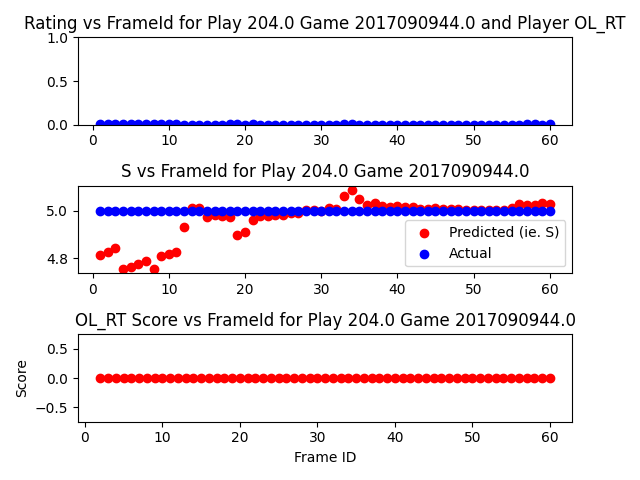 Rating vs FrameId for Play 204.0 Game 2017090944.0 and Player OL_RT
1.0
0.5
0.0
0 10 20 30 40 50 60
S vs FrameId for Play 204.0 Game 2017090944.0
5.0
4.8
Predicted (ie. S)
Actual
0 10 20 30 40 50 60
OL_RT Score vs FrameId for Play 204.0 Game 2017090944.0
Score
0.5
0.0
−0.5
0 10 20 30 40 50 60
Frame ID